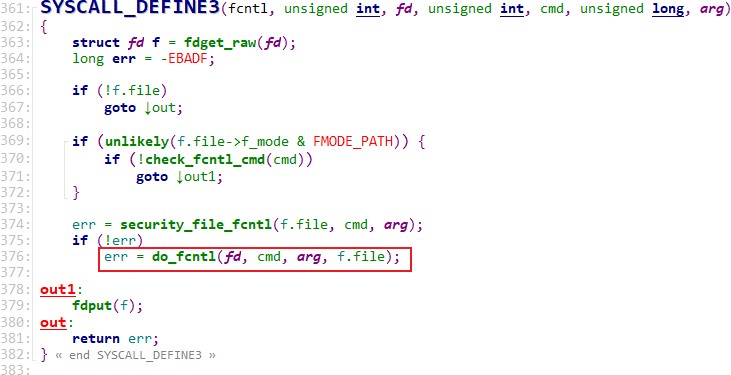 361: SYSCALL_DEFINE3(fcntl, unsigned int, fd, unsigned int, cmd, unsigned long, arg)
362: {
363: struct fd f = fdget_raw(fd);
364: long err = -EBADF;
365:
366: if (!f.file)
367: goto ↓out;
368:
369: if (unlikely(f.file->f_mode & FMODE_PATH)) {
370: if (!check_fcntl_cmd(cmd))
371: goto ↓out1;
372: }
373:
374: err = security_file_fcntl(f.file, cmd, arg);
375: if (!err)
376: err = do_fcntl(fd, cmd, arg, f.file);
377:
378: out1:
379: fdput(f);
380: out:
381: return err;
382: } « end SYSCALL_DEFINE3 »
383: